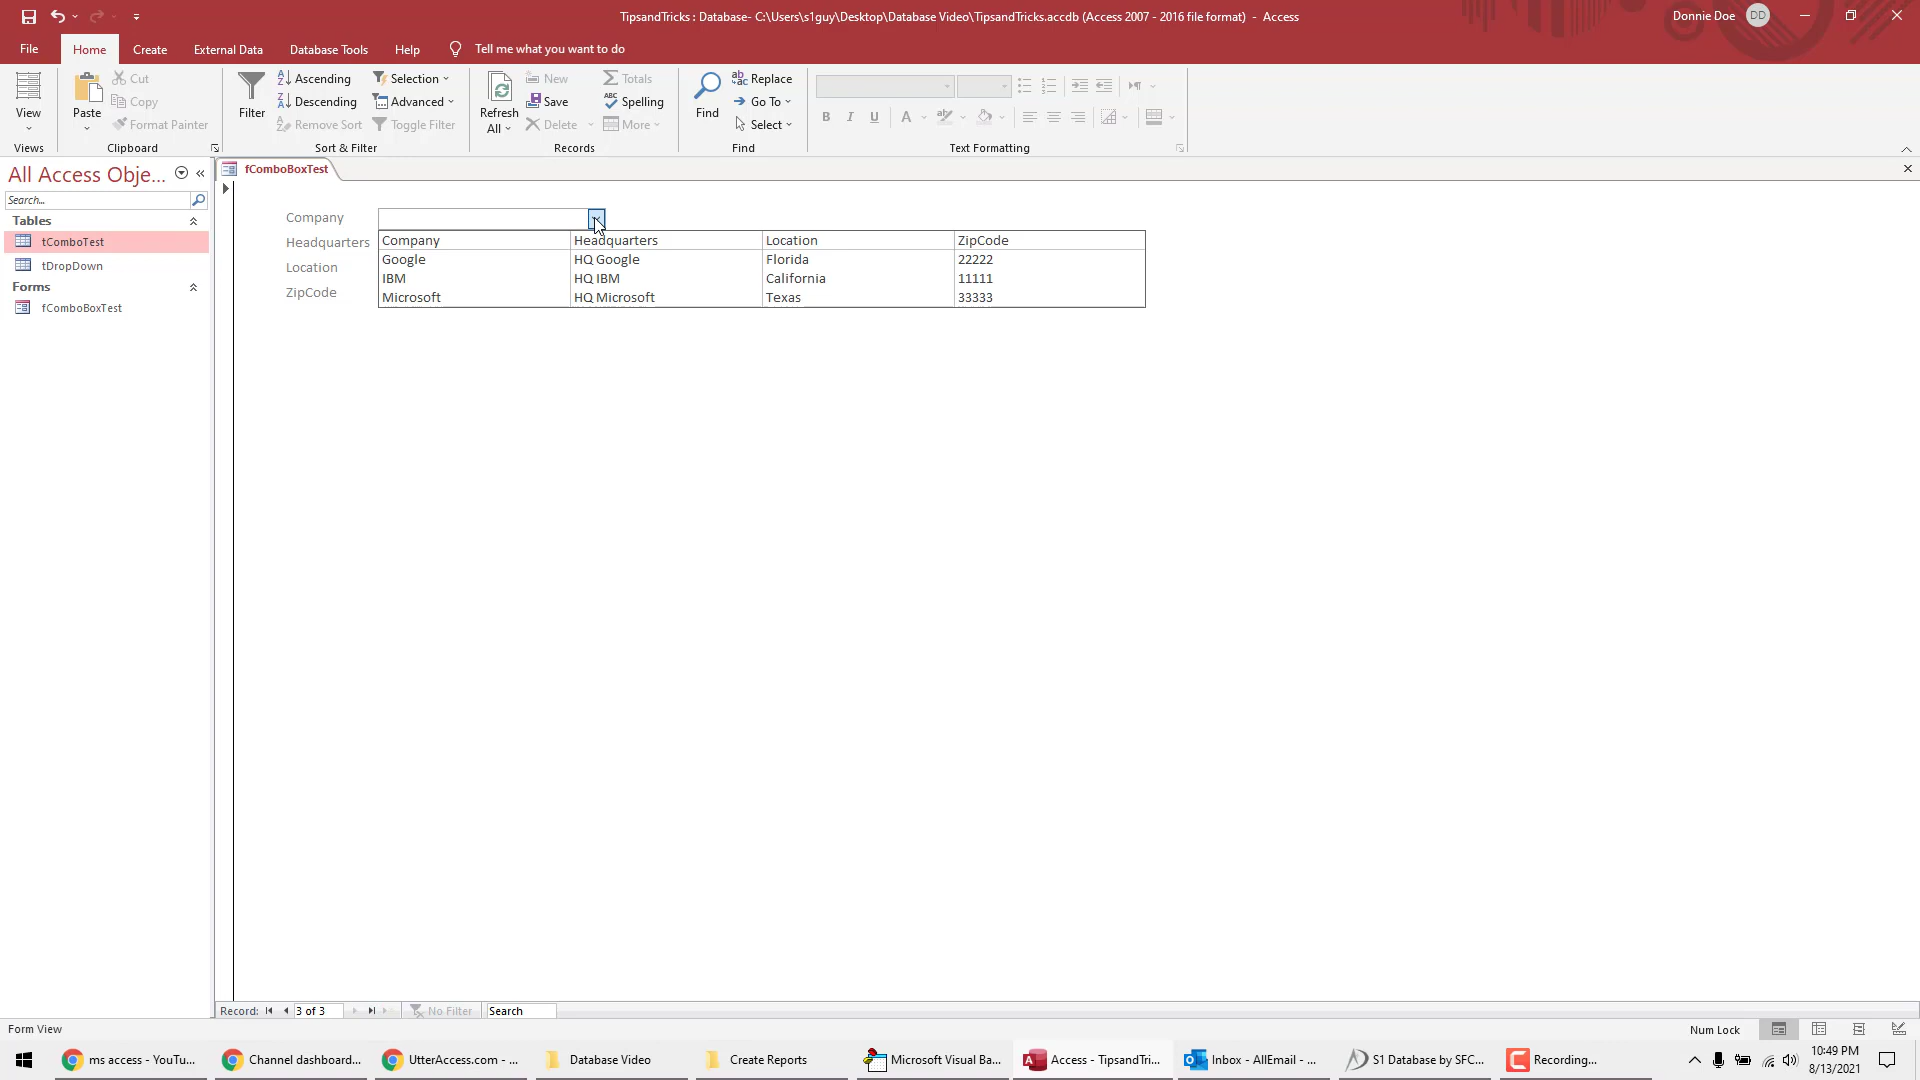 TipsandTricks : Database- C:\Users\s1guy\Desktop\Database Video\TipsandTricks.accdb (Access 2007 - 2016 file format) - Access
Donnie Doe DD
File Home Create External Data Database Tools Help Tell me what you want to do
View
Views
Paste
Cut
Copy
Format Painter
Clipboard
Filter
Ascending
Descending
Remove Sort
Selection
Advanced
Toggle Filter
Sort & Filter
Refresh
All
New
Save
Delete
Totals
Spelling
More
Records
Find
Replace
Go To
Select
Find
B I U A
Text Formatting
All Access Obje...
Search...
Tables
tComboTest
tDropDown
Forms
fComboBoxTest
fComboBoxTest
Company
Headquarters
Location
ZipCode
Company Headquarters Location ZipCode
Google HQ Google Florida 22222
IBM HQ IBM California 11111
Microsoft HQ Microsoft Texas 33333
Record: 3 of 3 No Filter Search
Form View
Num Lock
ms access - YouTu...
Channel dashboard...
UtterAccess.com - ...
Database Video
Create Reports
Microsoft Visual Ba...
Access - TipsandTri...
Inbox - AllEmail - ...
S1 Database by SFC...
Recording...
10:49 PM
8/13/2021